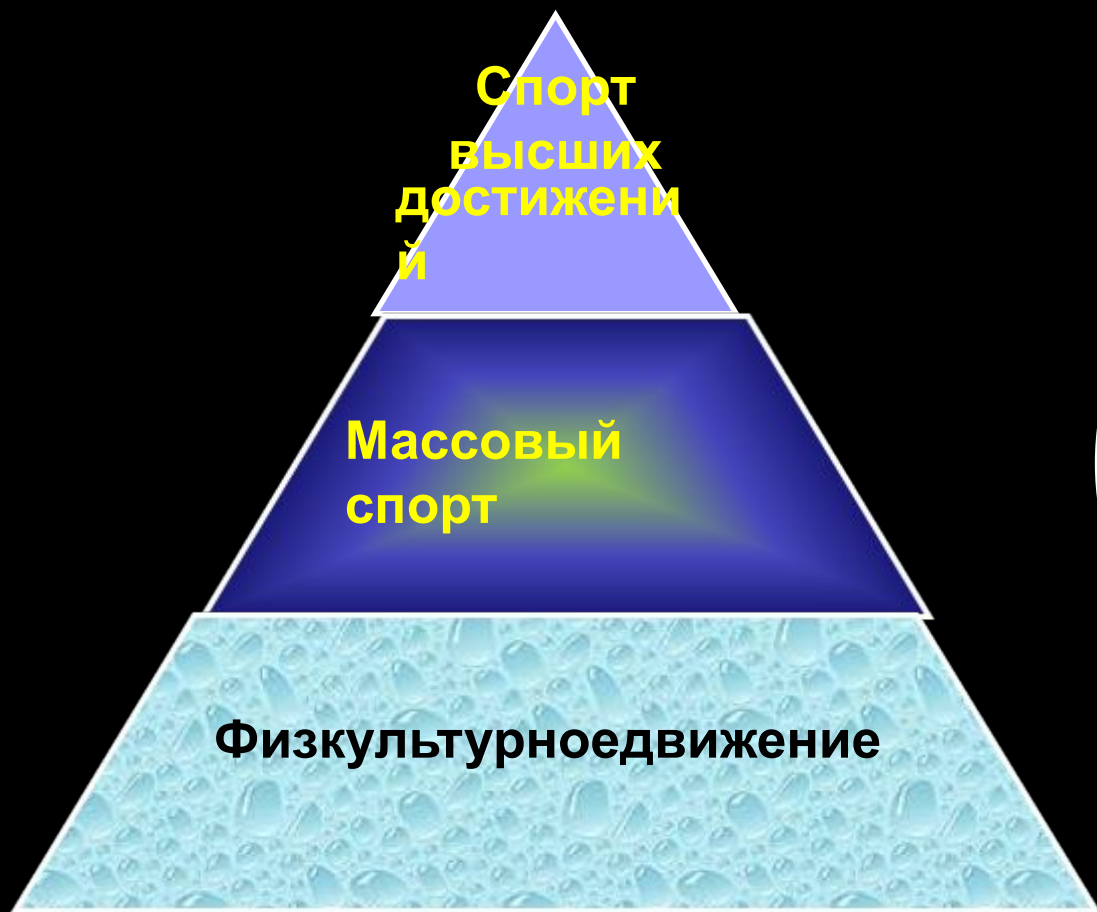 Спорт
высших
достижени
й
Массовый
спорт
Физкультурноедвижение